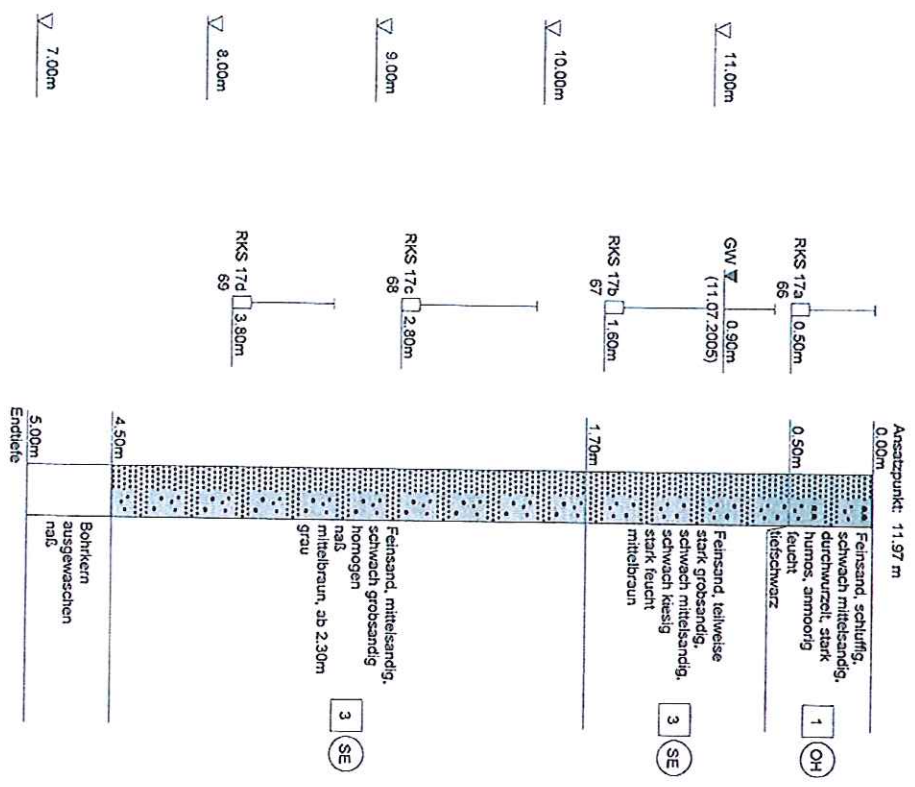 Ansatzpunkt: 11.97 m
0.00m
11.00m
10.00m
9.00m
8.00m
7.00m
RKS 17a
66
0.50m
GW
(11.07.2005)
0.90m
RKS 17b
67
1.60m
RKS 17c
68
2.80m
RKS 17d
69
3.80m
0.50m
Feinsand, schluffig,
schwach mittelsandig,
durchwurzelt, stark
humos, anmoorig
feucht
tiefschwarz
1
OH
1.70m
Feinsand, teilweise
stark grobsandig,
schwach mittelsandig,
schwach kiesig
stark feucht
mittelbraun
3
SE
4.50m
Feinsand, mittelsandig,
schwach grobsandig
homogen
naß
mittelbraun, ab 2.30m
grau
3
SE
5.00m
Endtiefe
Bohrkern
ausgewaschen
naß